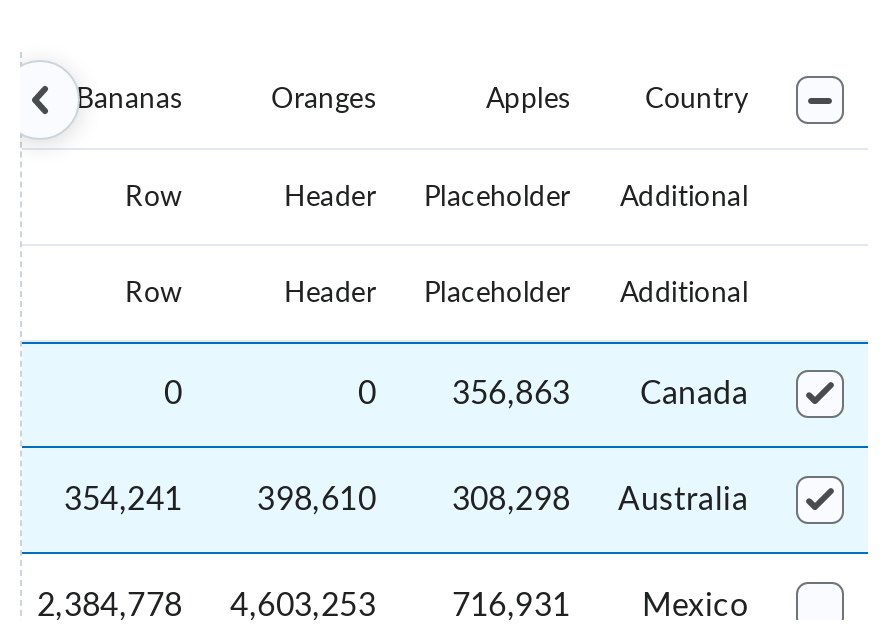 Bananas Oranges Apples Country
Row Header Placeholder Additional
Row Header Placeholder Additional
0 0 356,863 Canada
354,241 398,610 308,298 Australia
2,384,778 4,603,253 716,931 Mexico